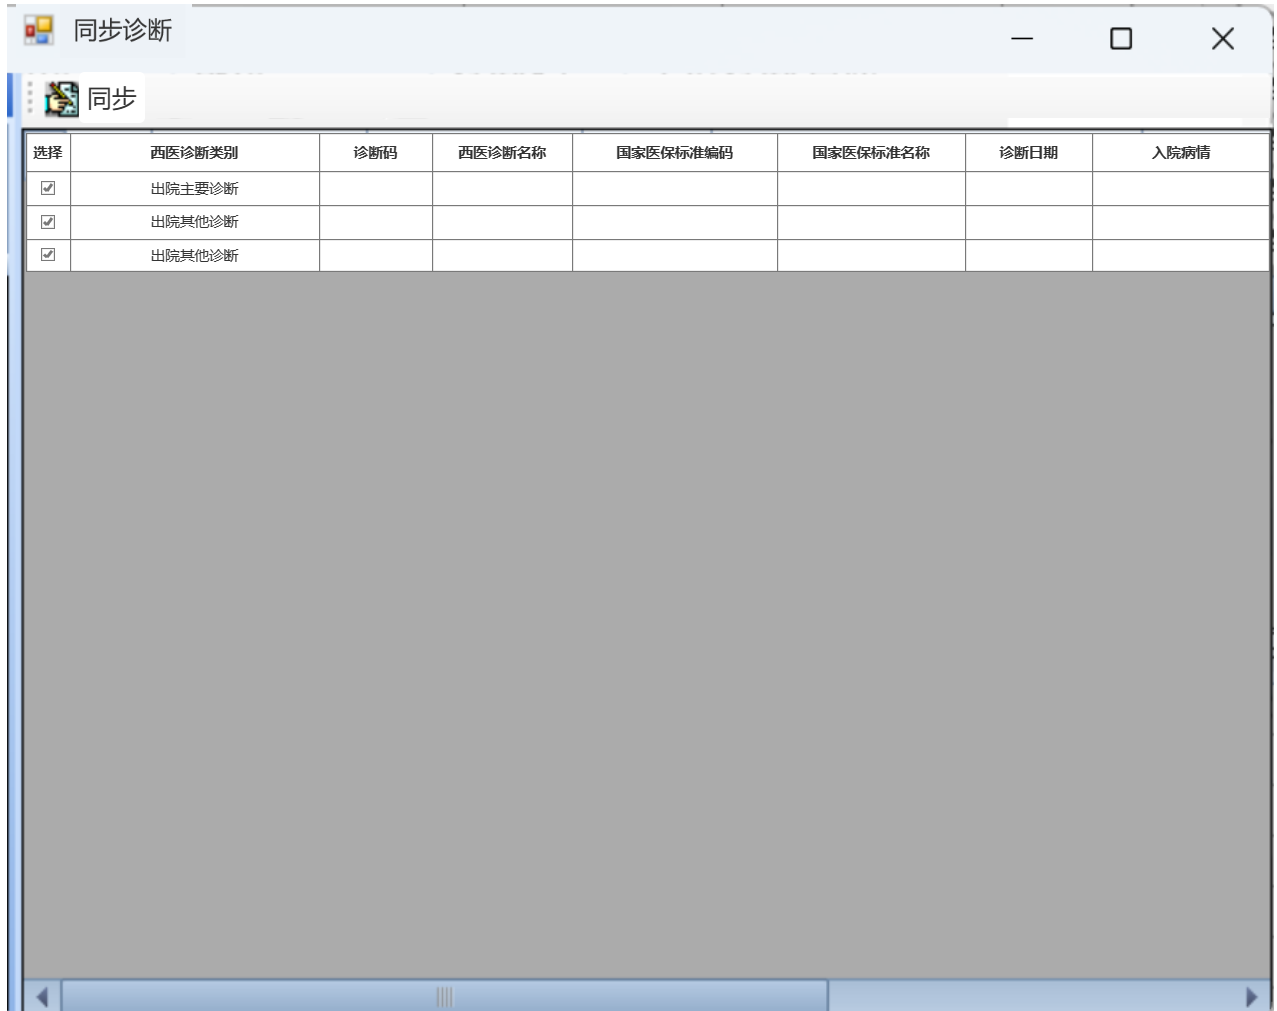 同步诊断
同步
选择 西医诊断类别 诊断码 西医诊断名称 国家医保标准编码 国家医保标准名称 诊断日期 入院病情
出院主要诊断
出院其他诊断
出院其他诊断